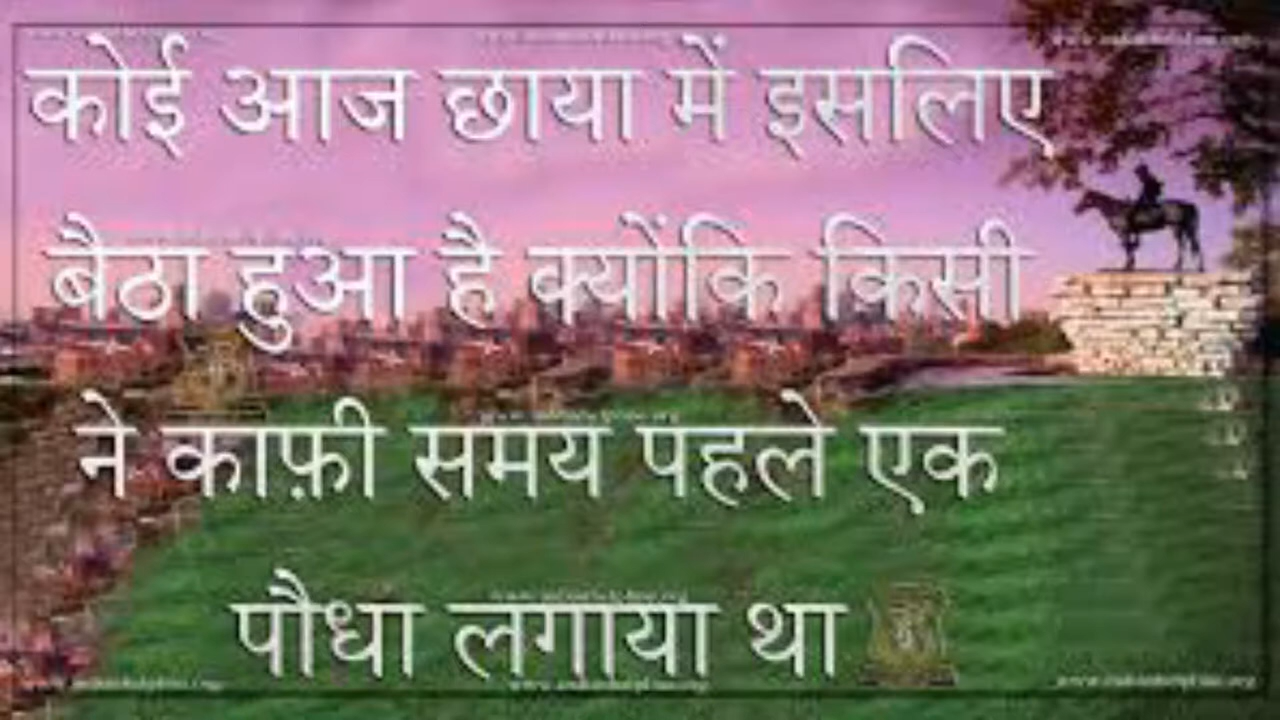 कोई आज छाया में इसलिए
बैठा हुआ है क्योंकि किसी
ने काफ़ी समय पहले एक
पौधा लगाया था